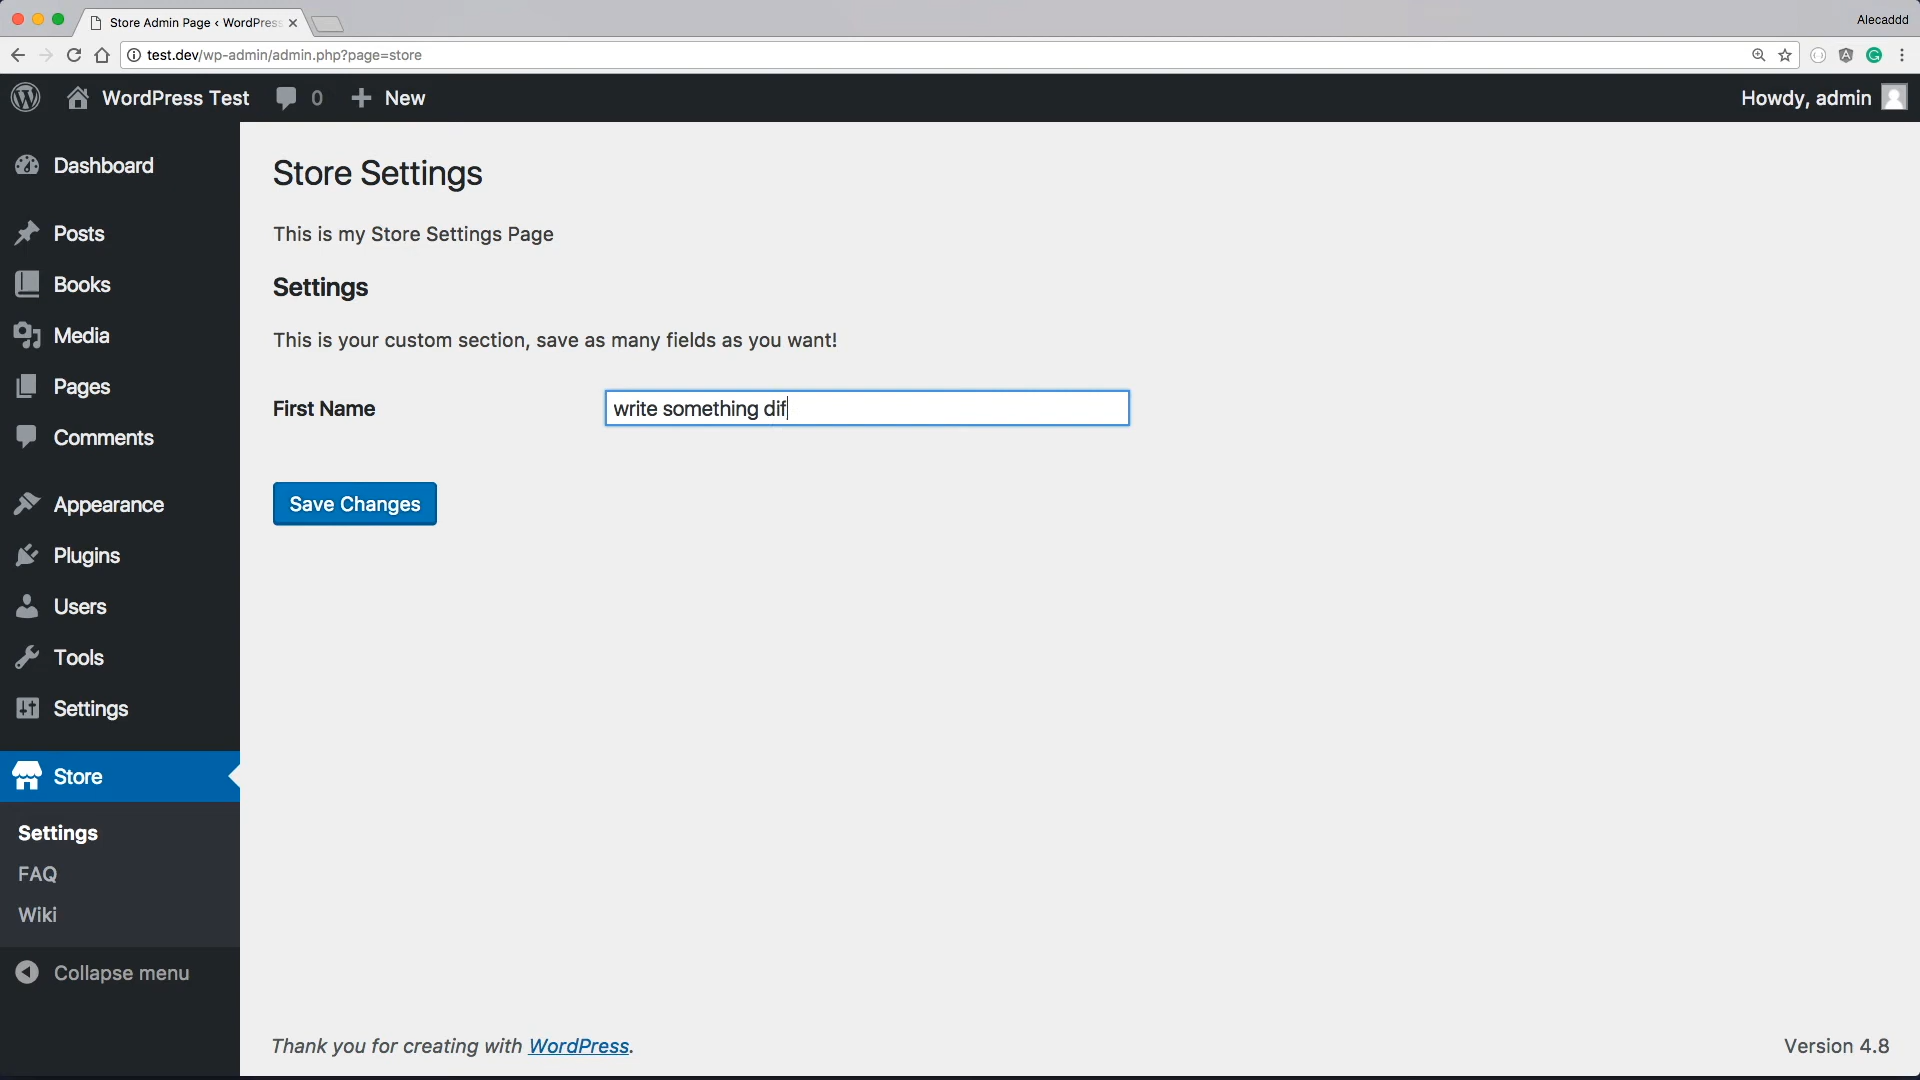 Alecaddd
Store Admin Page ‹ WordPress
test.dev/wp-admin/admin.php?page=store
WordPress Test 0 New Howdy, admin
Dashboard
Posts
Books
Media
Pages
Comments
Appearance
Plugins
Users
Tools
Settings
Store
Settings
FAQ
Wiki
Collapse menu
Store Settings
This is my Store Settings Page
Settings
This is your custom section, save as many fields as you want!
First Name write something dif
Save Changes
Thank you for creating with WordPress. Version 4.8